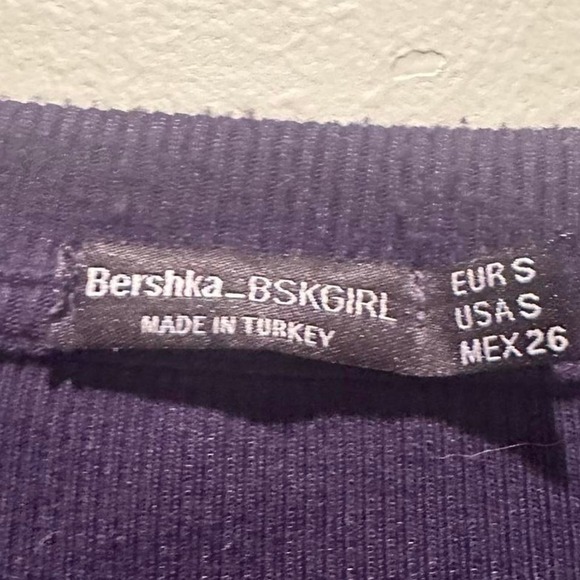 Bershka_BSKGIRL
MADE IN TURKEY
EUR S
USA S
MEX 26